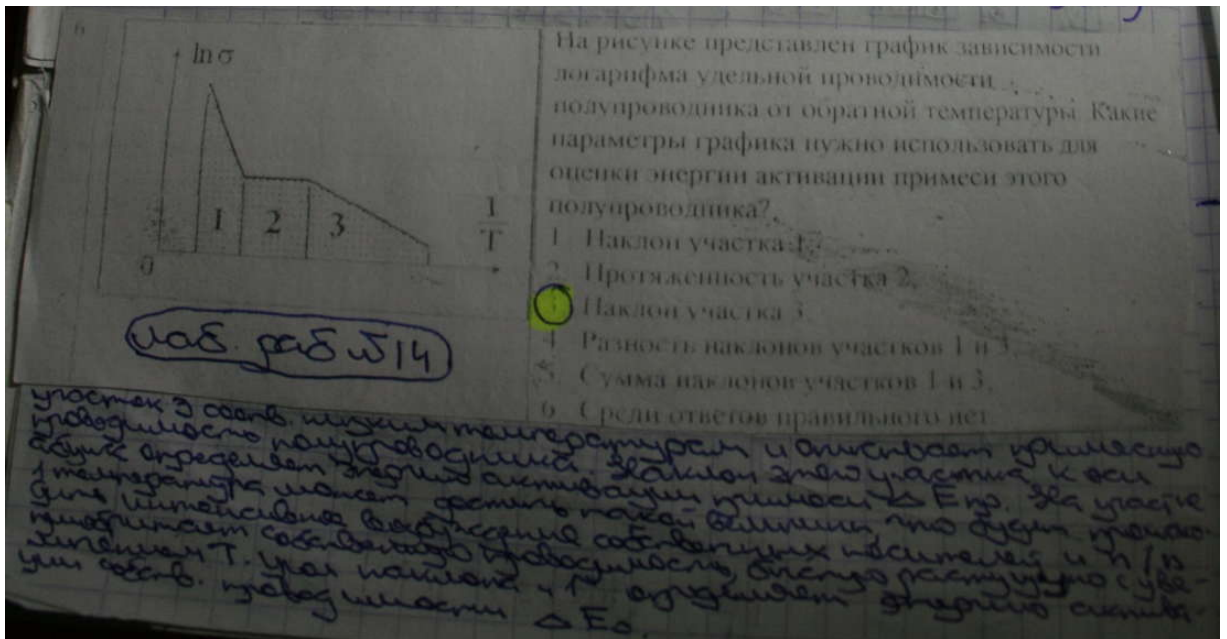 6
ln σ
1
2
3
1
T
0
На рисунке представлен график зависимости
логарифма удельной проводимости
полупроводника от обратной температуры. Какие
параметры графика нужно использовать для
оценки энергии активации примеси этого
полупроводника?
1. Наклон участка 1.
2. Протяженность участка 2.
3. Наклон участка 3.
4. Разность наклонов участков 1 и 3.
5. Сумма наклонов участков 1 и 3.
6. Среди ответов правильного нет.
лаб. раб №14
участок 3 соотв. низким температурам и описывает примесную
проводимость полупроводника. Наклон этого участка к оси
определяет энергию активации примеси ΔEпр. На участке
1 температура может достичь такой величины что будет
интенсивное возбуждение собственных носителей и п/п
приобретает собственную проводимость, быстро растущую с уве-
личением T. угол наклона определяет энергию актива-
ции собств. проводимости ΔE₀